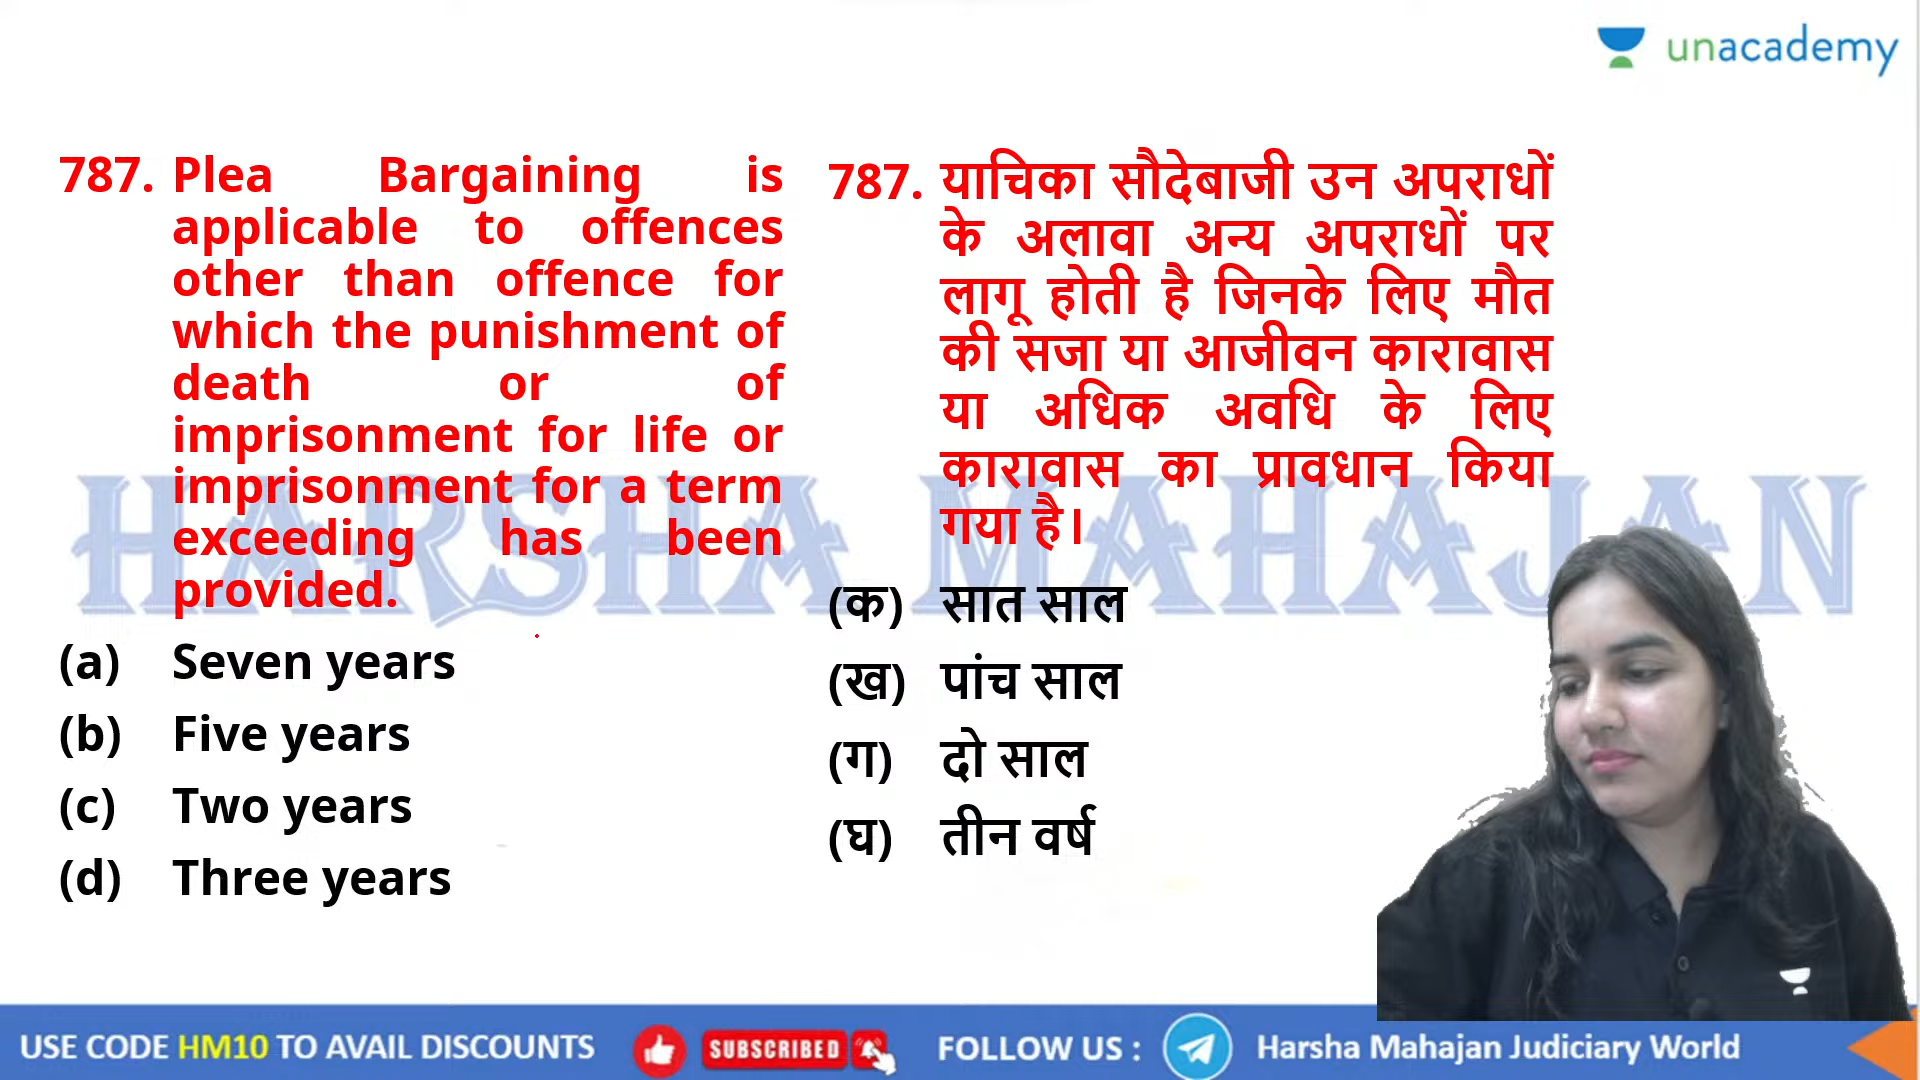 unacademy
787. Plea Bargaining is
applicable to offences
other than offence for
which the punishment of
death or of
imprisonment for life or
imprisonment for a term
exceeding has been
provided.
(a) Seven years
(b) Five years
(c) Two years
(d) Three years
787. याचिका सौदेबाजी उन अपराधों
के अलावा अन्य अपराधों पर
लागू होती है जिनके लिए मौत
की सजा या आजीवन कारावास
या अधिक अवधि के लिए
कारावास का प्रावधान किया
गया है।
(क) सात साल
(ख) पांच साल
(ग) दो साल
(घ) तीन वर्ष
HARSHA MAHAJAN
USE CODE HM10 TO AVAIL DISCOUNTS
SUBSCRIBED
FOLLOW US :
Harsha Mahajan Judiciary World